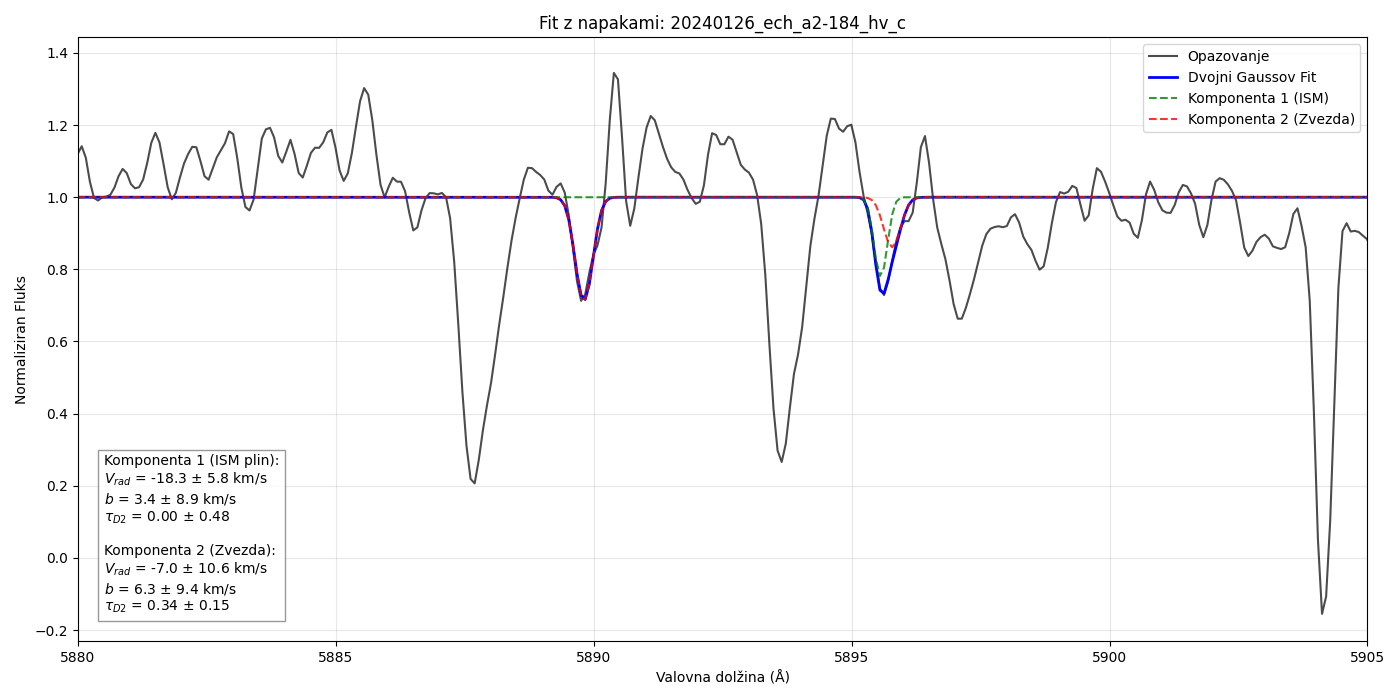 Fit z napakami: 20240126_ech_a2-184_hv_c
Normaliziran Fluks
1.4
1.2
1.0
0.8
0.6
0.4
0.2
0.0
−0.2
Opazovanje
Dvojni Gaussov Fit
Komponenta 1 (ISM)
Komponenta 2 (Zvezda)
Komponenta 1 (ISM plin):
V_rad = -18.3 ± 5.8 km/s
b = 3.4 ± 8.9 km/s
τ_D2 = 0.00 ± 0.48
Komponenta 2 (Zvezda):
V_rad = -7.0 ± 10.6 km/s
b = 6.3 ± 9.4 km/s
τ_D2 = 0.34 ± 0.15
5880 5885 5890 5895 5900 5905
Valovna dolžina (Å)